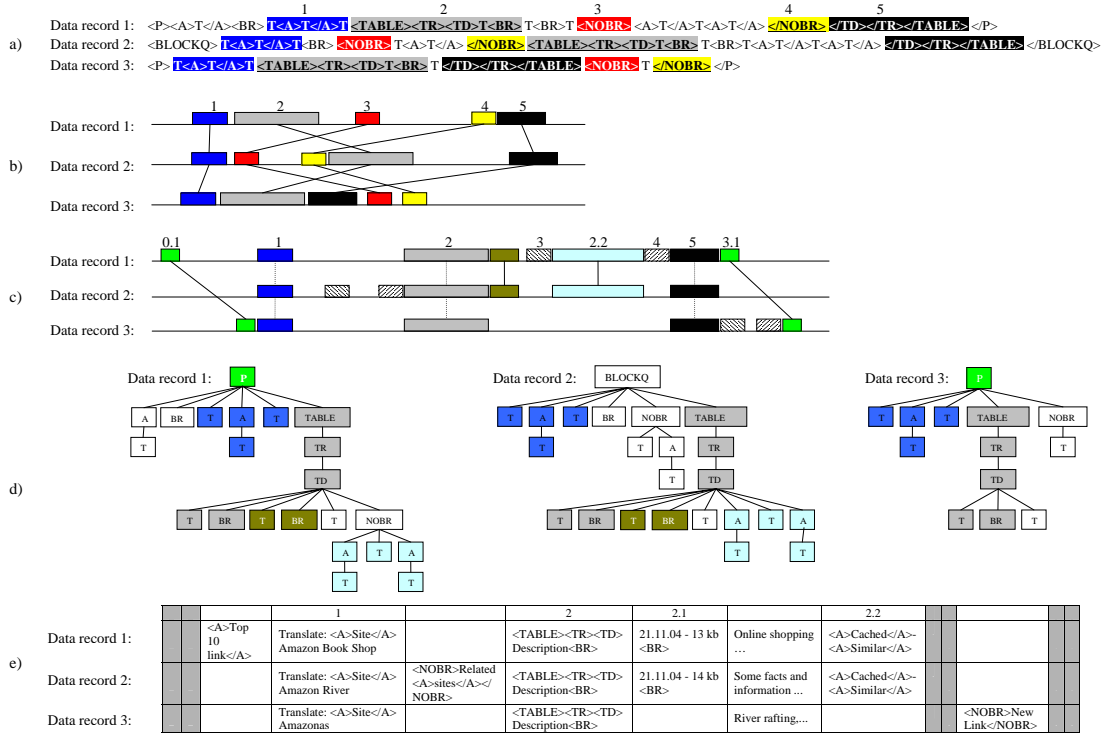 1 2 3 4 5
a)
Data record 1: <P><A>T</A><BR> T<A>T</A>T <TABLE><TR><TD>T<BR> T<BR>T <NOBR> <A>T</A>T<A>T</A> </NOBR> </TD></TR></TABLE> </P>
Data record 2: <BLOCKQ> T<A>T</A>T<BR> <NOBR> T<A>T</A> </NOBR> <TABLE><TR><TD>T<BR> T<BR>T<A>T</A>T<A>T</A> </TD></TR></TABLE> </BLOCKQ>
Data record 3: <P> T<A>T</A>T <TABLE><TR><TD>T<BR> T </TD></TR></TABLE> <NOBR> T </NOBR> </P>
b)
1 2 3 4 5
Data record 1:
Data record 2:
Data record 3:
c)
0.1 1 2 3 2.2 4 5 3.1
Data record 1:
Data record 2:
Data record 3:
d)
Data record 1: P Data record 2: BLOCKQ Data record 3: P
A BR T A T TABLE T A T BR NOBR TABLE T A T TABLE NOBR
T T TR T T A TR T TR T
TD T TD TD
T BR T BR T NOBR T BR T BR T A T A T BR T
A T A T T
T T
e)
1 2 2.1 2.2
Data record 1: <A>Top 10 link</A> Translate: <A>Site</A> Amazon Book Shop <TABLE><TR><TD> Description<BR> 21.11.04 - 13 kb <BR> Online shopping ... <A>Cached</A>- <A>Similar</A>
Data record 2: Translate: <A>Site</A> Amazon River <NOBR>Related <A>sites</A></ NOBR> <TABLE><TR><TD> Description<BR> 21.11.04 - 14 kb <BR> Some facts and information ... <A>Cached</A>- <A>Similar</A>
Data record 3: Translate: <A>Site</A> Amazonas <TABLE><TR><TD> Description<BR> River rafting,... <NOBR>New Link</NOBR>